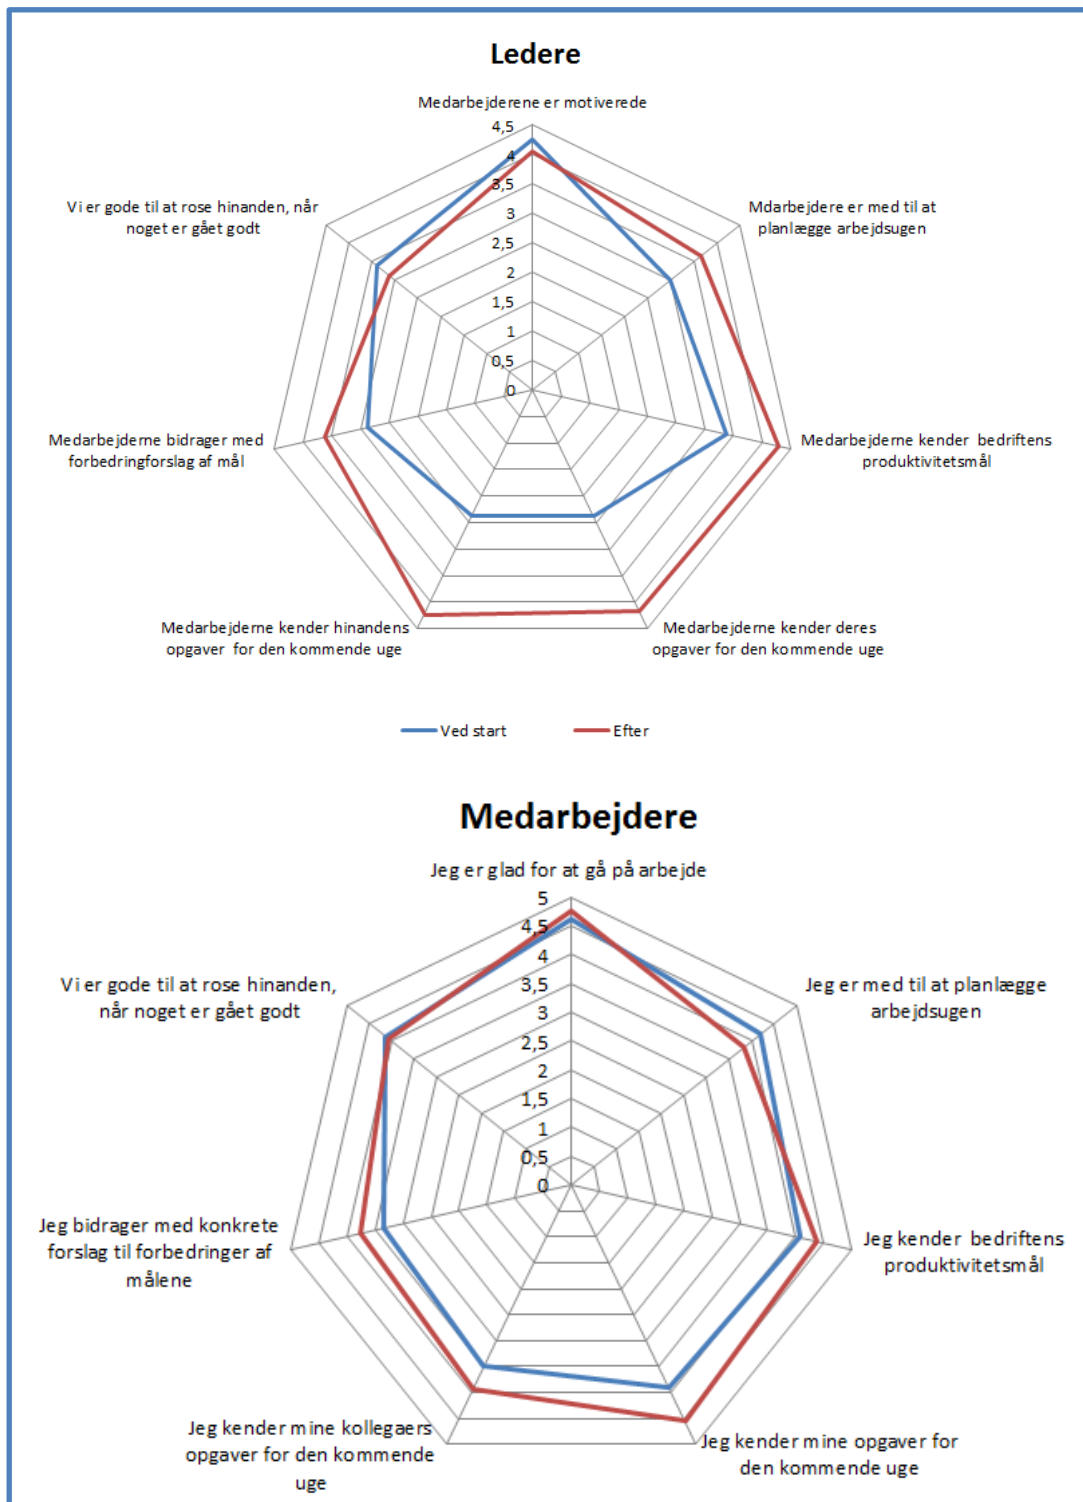 Ledere
Medarbejderene er motiverede
4,5
4
3,5
3
2,5
2
1,5
1
0,5
0
Mdarbejdere er med til at
planlægge arbejdsugen
Medarbejderne kender bedriftens
produktivitetsmål
Medarbejderne kender deres
opgaver for den kommende uge
Medarbejderne kender hinandens
opgaver for den kommende uge
Medarbejderne bidrager med
forbedringforslag af mål
Vi er gode til at rose hinanden, når
noget er gået godt
Ved start
Efter
Medarbejdere
Jeg er glad for at gå på arbejde
5
4,5
4
3,5
3
2,5
2
1,5
1
0,5
0
Jeg er med til at planlægge
arbejdsugen
Jeg kender bedriftens
produktivitetsmål
Jeg kender mine opgaver for
den kommende uge
Jeg kender mine kollegaers
opgaver for den kommende
uge
Jeg bidrager med konkrete
forslag til forbedringer af
målene
Vi er gode til at rose hinanden,
når noget er gået godt